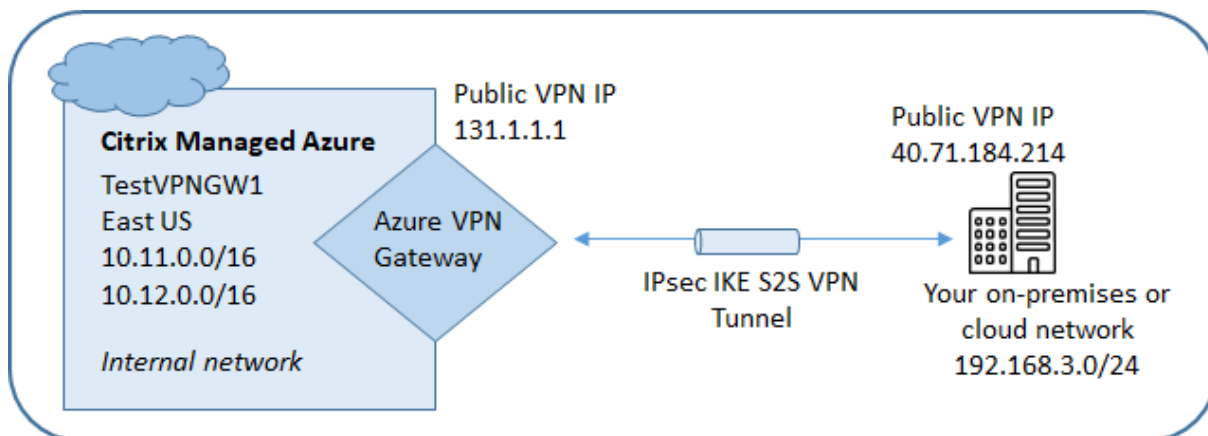 Citrix Managed Azure
TestVPNGW1
East US
10.11.0.0/16
10.12.0.0/16
Internal network
Public VPN IP
131.1.1.1
Azure VPN
Gateway
IPsec IKE S2S VPN
Tunnel
Public VPN IP
40.71.184.214
Your on-premises or
cloud network
192.168.3.0/24